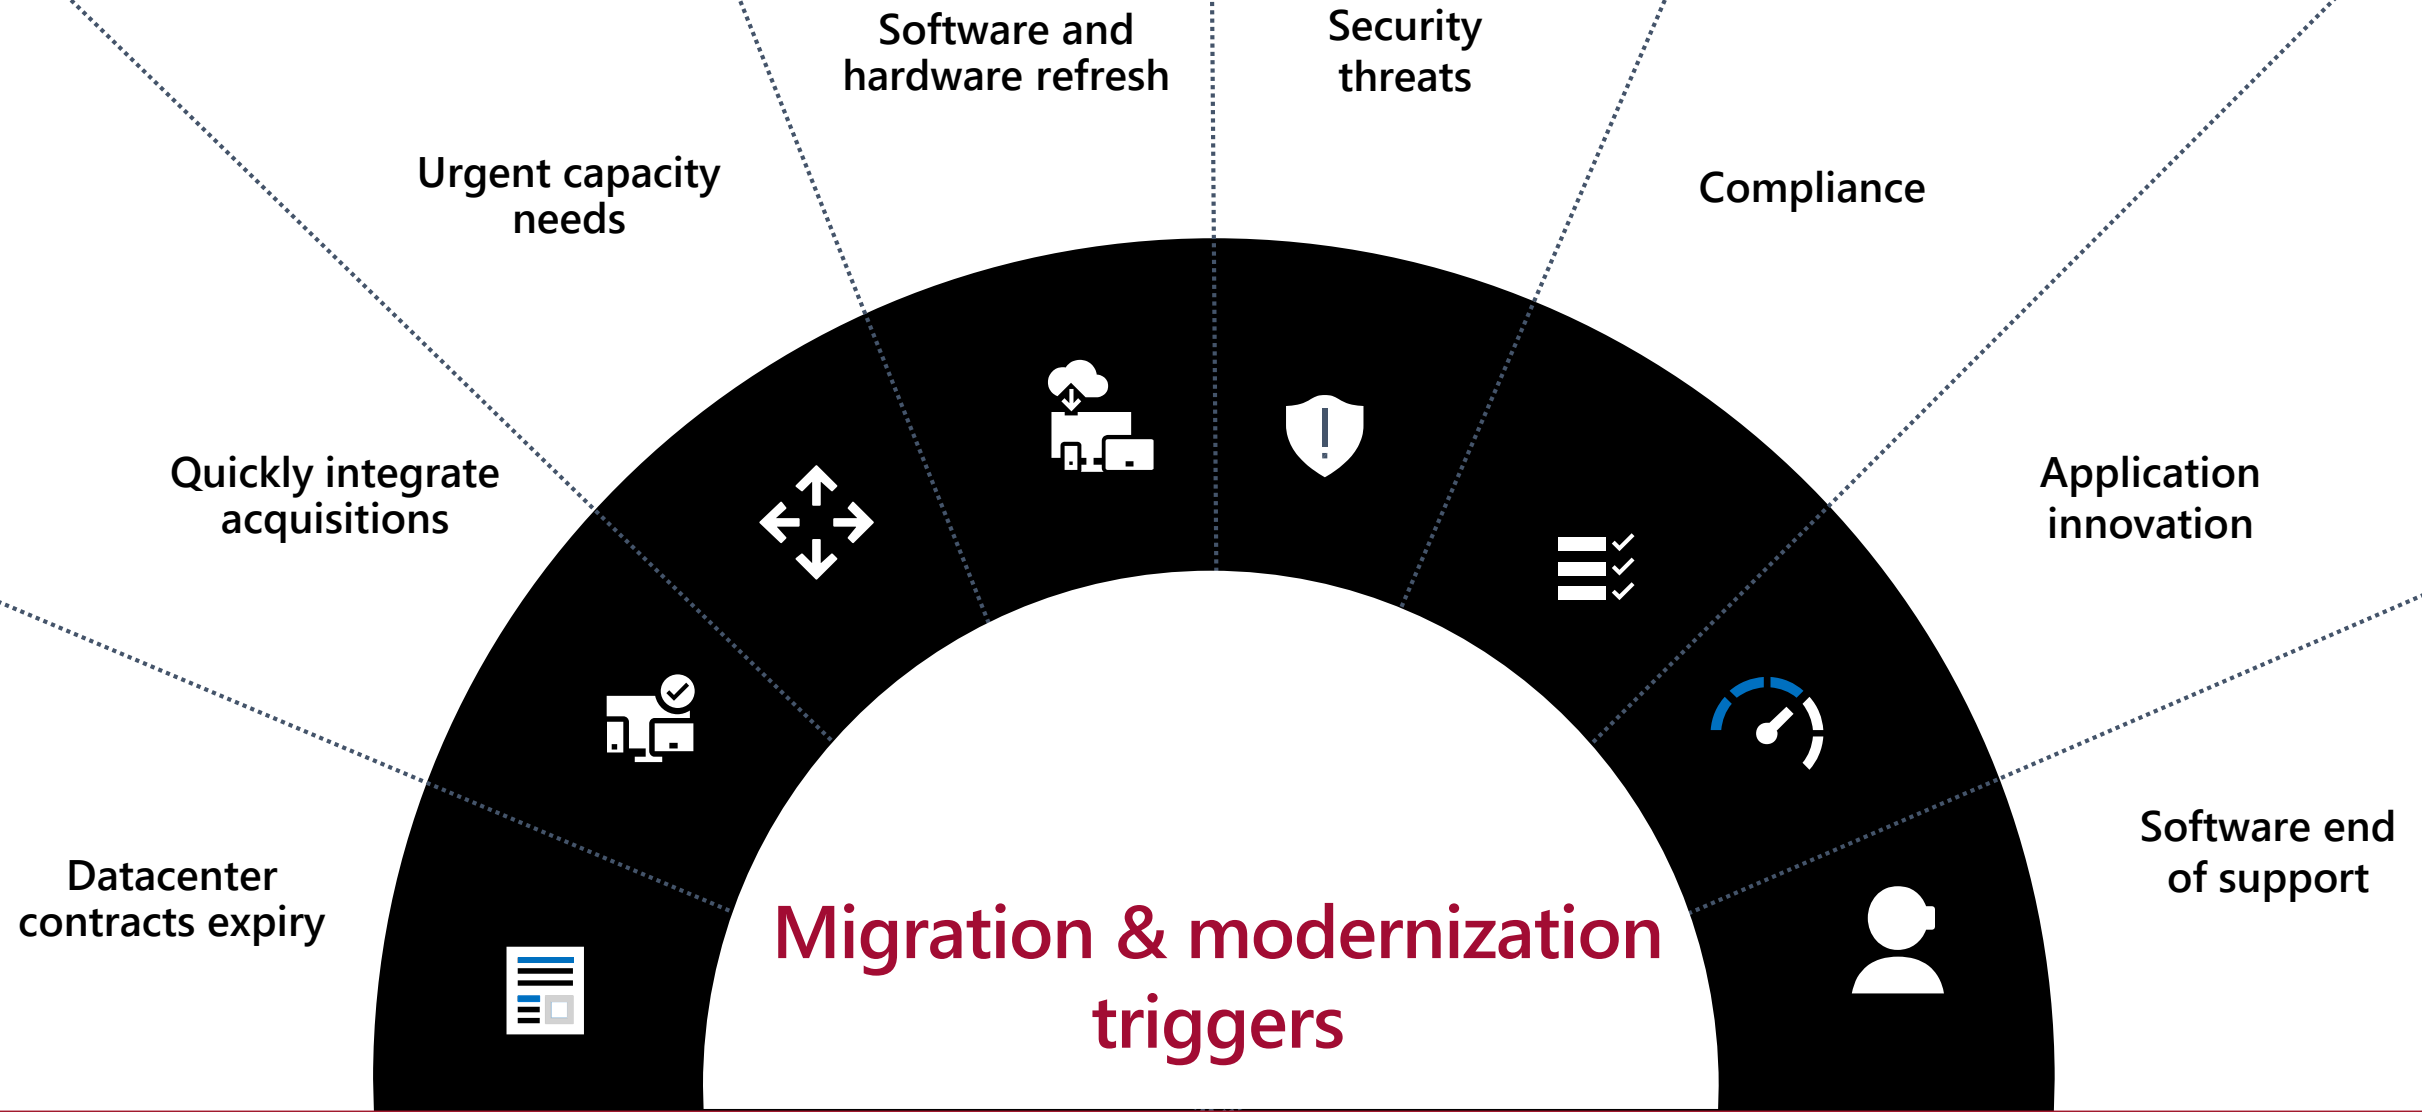 Software and
hardware refresh
Security
threats
Urgent capacity
needs
Compliance
Quickly integrate
acquisitions
Application
innovation
Datacenter
contracts expiry
Software end
of support
Migration & modernization
triggers